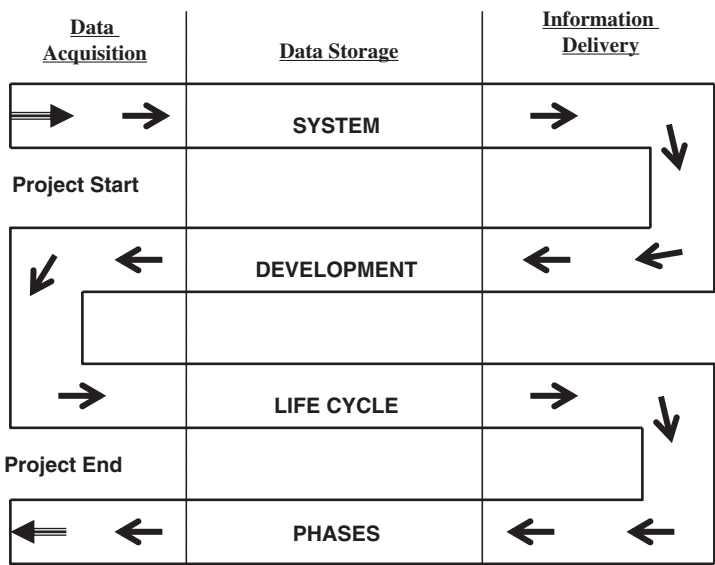 Data
Acquisition
Data Storage
Information
Delivery
SYSTEM
Project Start
DEVELOPMENT
LIFE CYCLE
Project End
PHASES